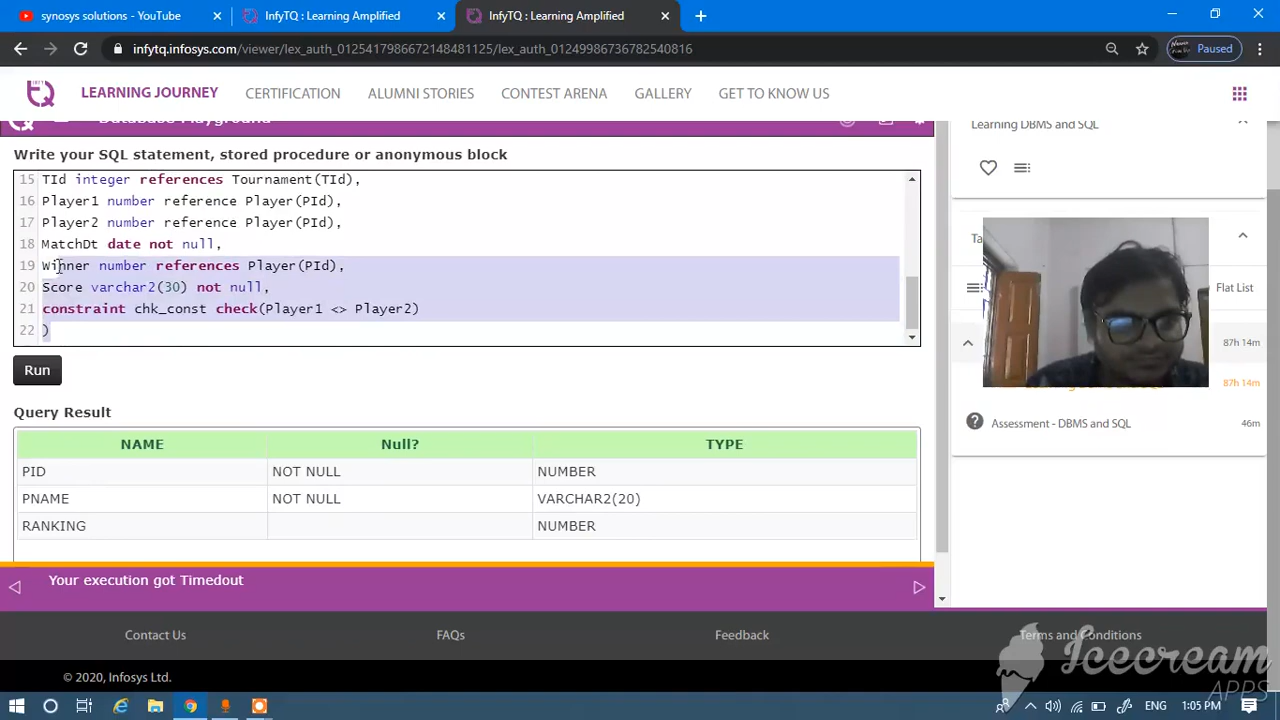 synosys solutions - YouTube
InfyTQ : Learning Amplified
InfyTQ : Learning Amplified
infytq.infosys.com/viewer/lex_auth_012541798667214848​1125/lex_auth_01249986736782540816
Paused
LEARNING JOURNEY CERTIFICATION ALUMNI STORIES CONTEST ARENA GALLERY GET TO KNOW US
Database Playground
Learning DBMS and SQL
Write your SQL statement, stored procedure or anonymous block
15 TId integer references Tournament(TId),
16 Player1 number reference Player(PId),
17 Player2 number reference Player(PId),
18 MatchDt date not null,
19 Winner number references Player(PId),
20 Score varchar2(30) not null,
21 constraint chk_const check(Player1 <> Player2)
22 )
Flat List
87h 14m
87h 14m
Assessment - DBMS and SQL 46m
Run
Query Result
NAME Null? TYPE
PID NOT NULL NUMBER
PNAME NOT NULL VARCHAR2(20)
RANKING NUMBER
Your execution got Timedout
Contact Us FAQs Feedback Terms and Conditions
© 2020, Infosys Ltd.
Icecream
APPS
ENG 1:05 PM